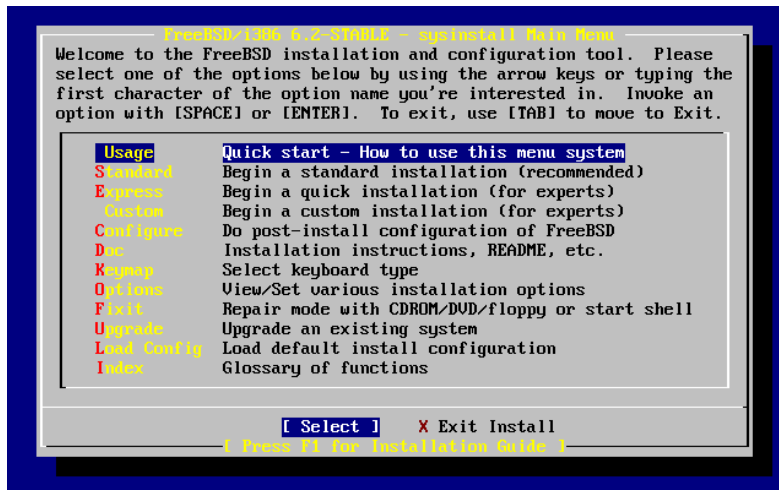 FreeBSD/i386 6.2-STABLE - sysinstall Main Menu
Welcome to the FreeBSD installation and configuration tool.  Please
select one of the options below by using the arrow keys or typing the
first character of the option name you're interested in.  Invoke an
option with [SPACE] or [ENTER].  To exit, use [TAB] to move to Exit.
Usage Quick start - How to use this menu system
Standard Begin a standard installation (recommended)
Express Begin a quick installation (for experts)
Custom Begin a custom installation (for experts)
Configure Do post-install configuration of FreeBSD
Doc Installation instructions, README, etc.
Keymap Select keyboard type
Options View/Set various installation options
Fixit Repair mode with CDROM/DVD/floppy or start shell
Upgrade Upgrade an existing system
Load Config Load default install configuration
Index Glossary of functions
[ Select ] X Exit Install
[ Press F1 for Installation Guide ]